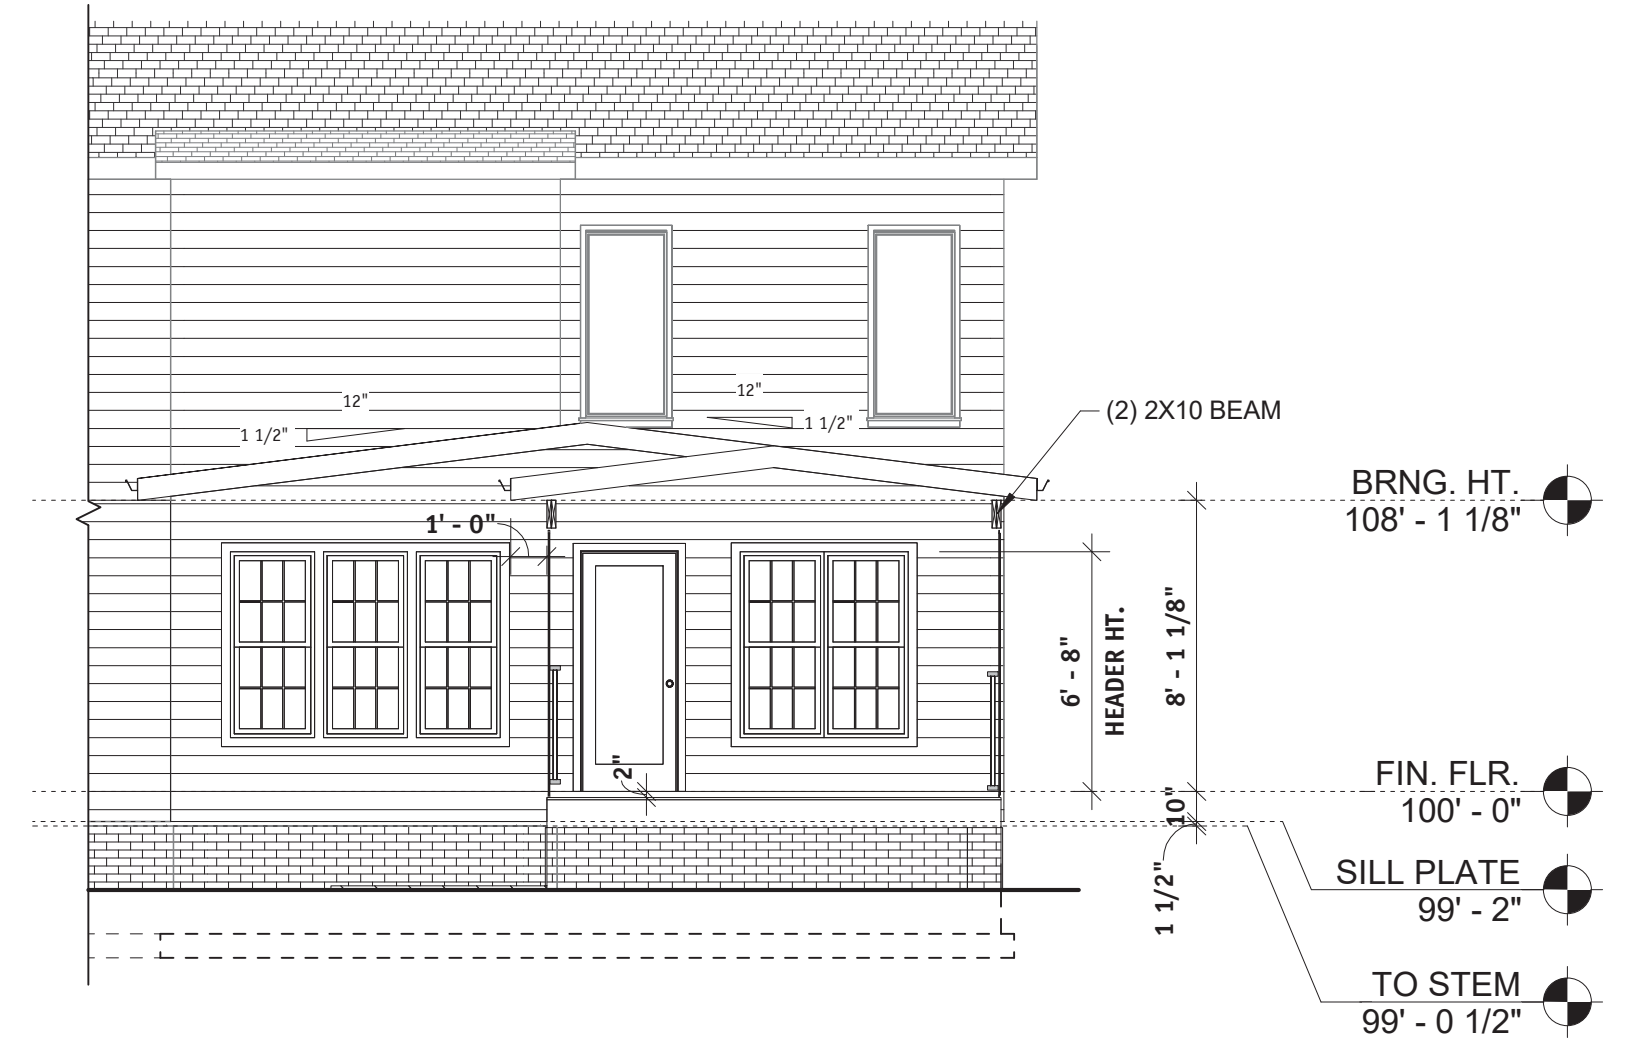 12"
1 1/2"
12"
1 1/2"
(2) 2X10 BEAM
BRNG. HT.
108' - 1 1/8"
1' - 0"
6' - 8"
HEADER HT.
8' - 1 1/8"
2"
FIN. FLR.
100' - 0"
10"
1 1/2"
SILL PLATE
99' - 2"
TO STEM
99' - 0 1/2"